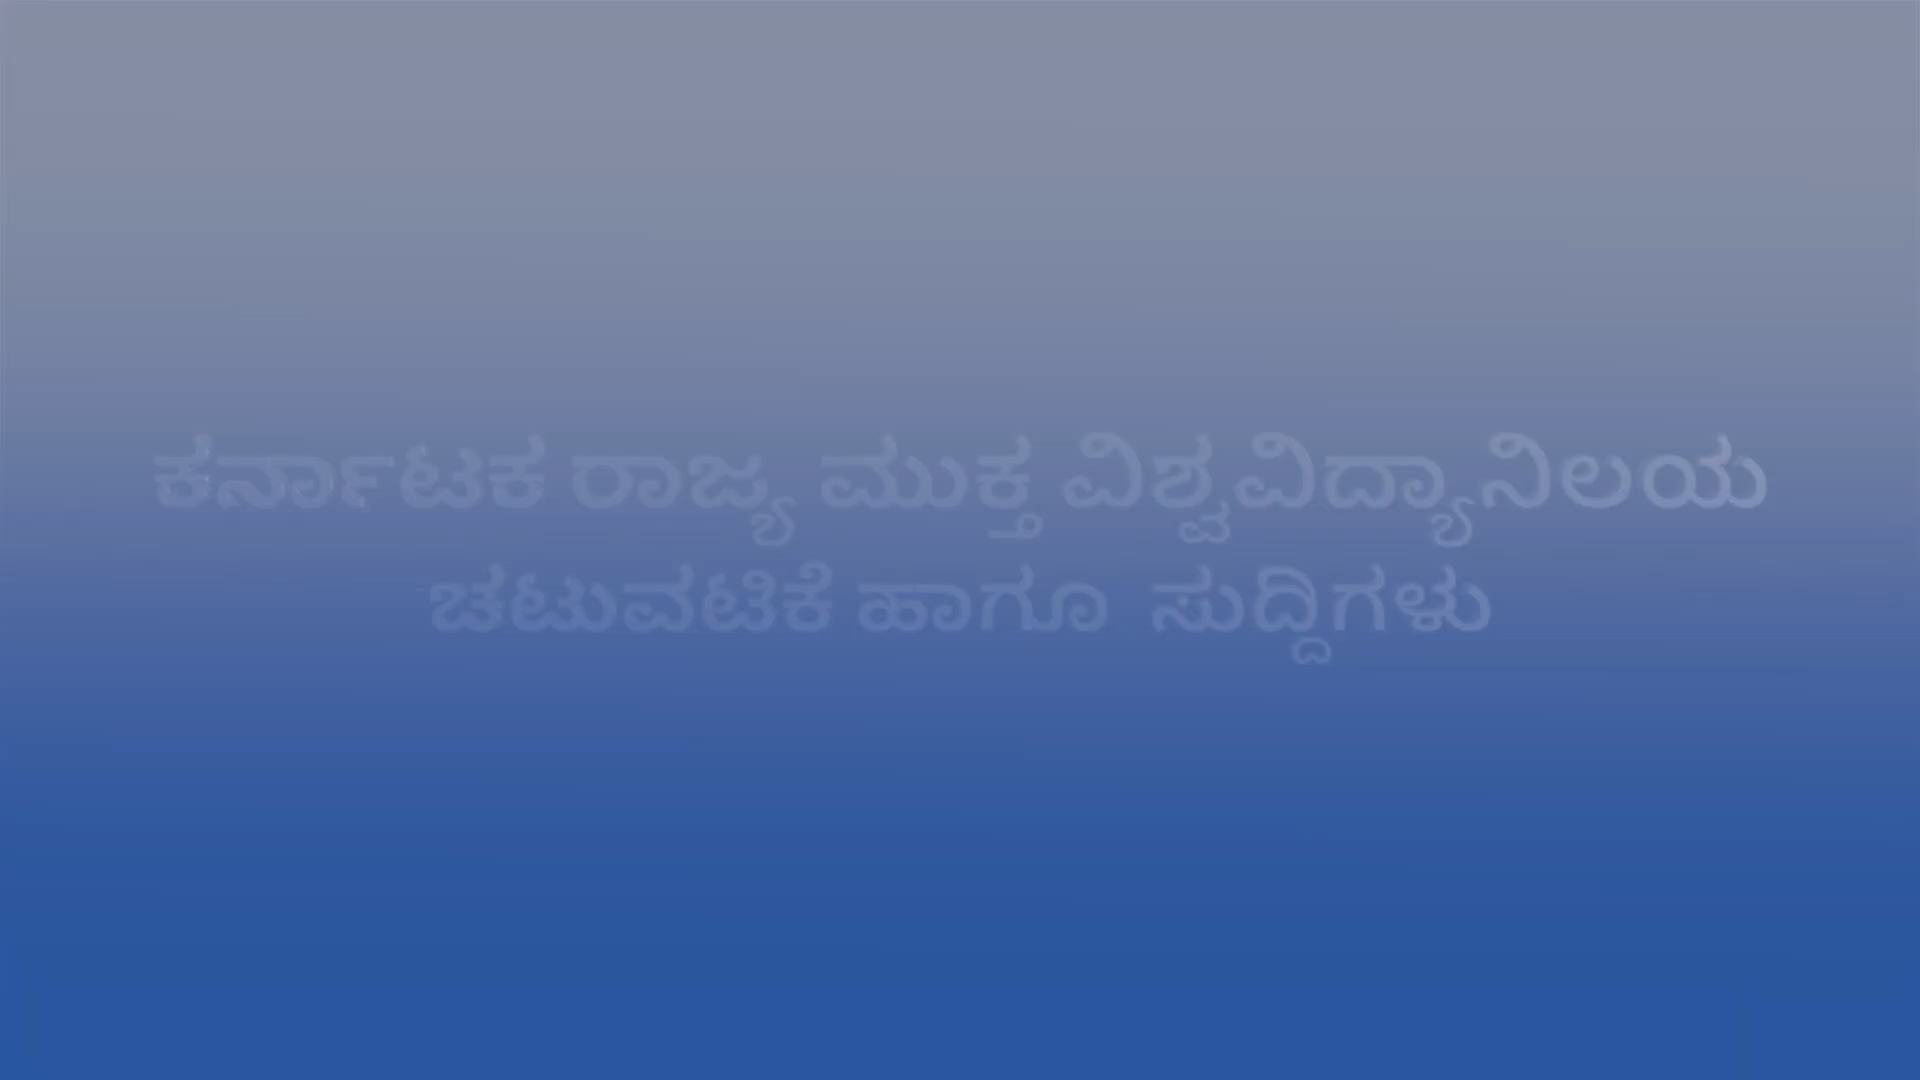 ಕರ್ನಾಟಕ ರಾಜ್ಯ ಮುಕ್ತ ವಿಶ್ವವಿದ್ಯಾನಿಲಯ
ಚಟುವಟಿಕೆ ಹಾಗೂ ಸುದ್ದಿಗಳು